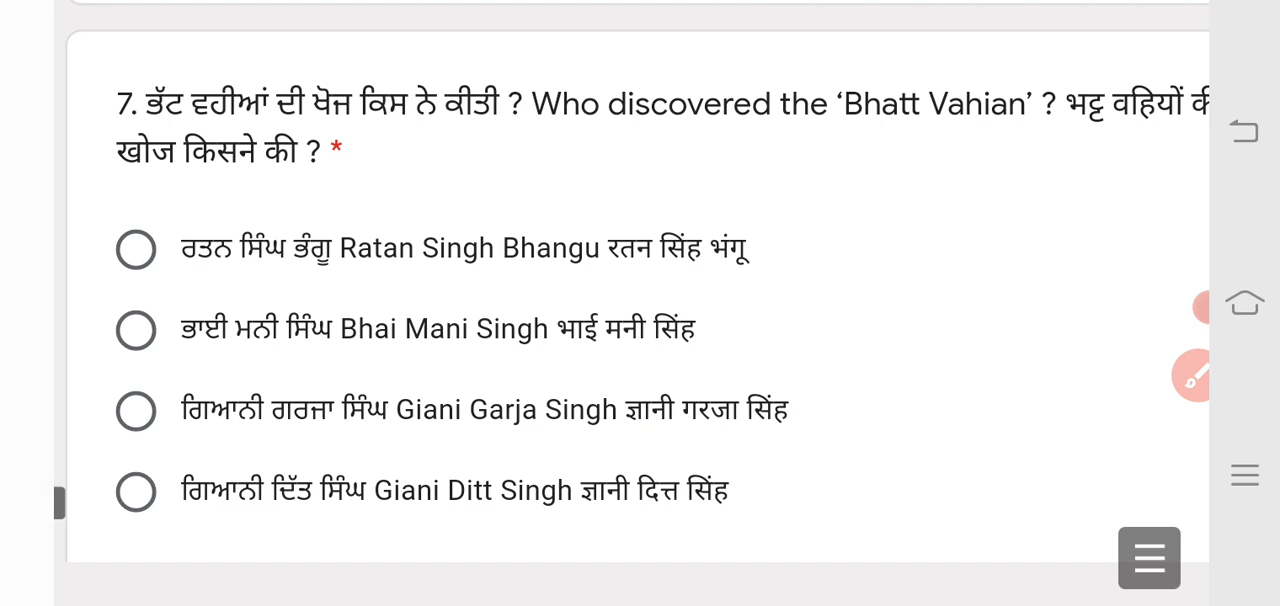 7. ਭੱਟ ਵਹੀਆਂ ਦੀ ਖੋਜ ਕਿਸ ਨੇ ਕੀਤੀ ? Who discovered the ‘Bhatt Vahian’ ? भट्ट वहियों की
खोज किसने की ? *
ਰਤਨ ਸਿੰਘ ਭੰਗੂ Ratan Singh Bhangu रतन सिंह भंगू
ਭਾਈ ਮਨੀ ਸਿੰਘ Bhai Mani Singh भाई मनी सिंह
ਗਿਆਨੀ ਗਰਜਾ ਸਿੰਘ Giani Garja Singh ज्ञानी गरजा सिंह
ਗਿਆਨੀ ਦਿੱਤ ਸਿੰਘ Giani Ditt Singh ज्ञानी दित्त सिंह